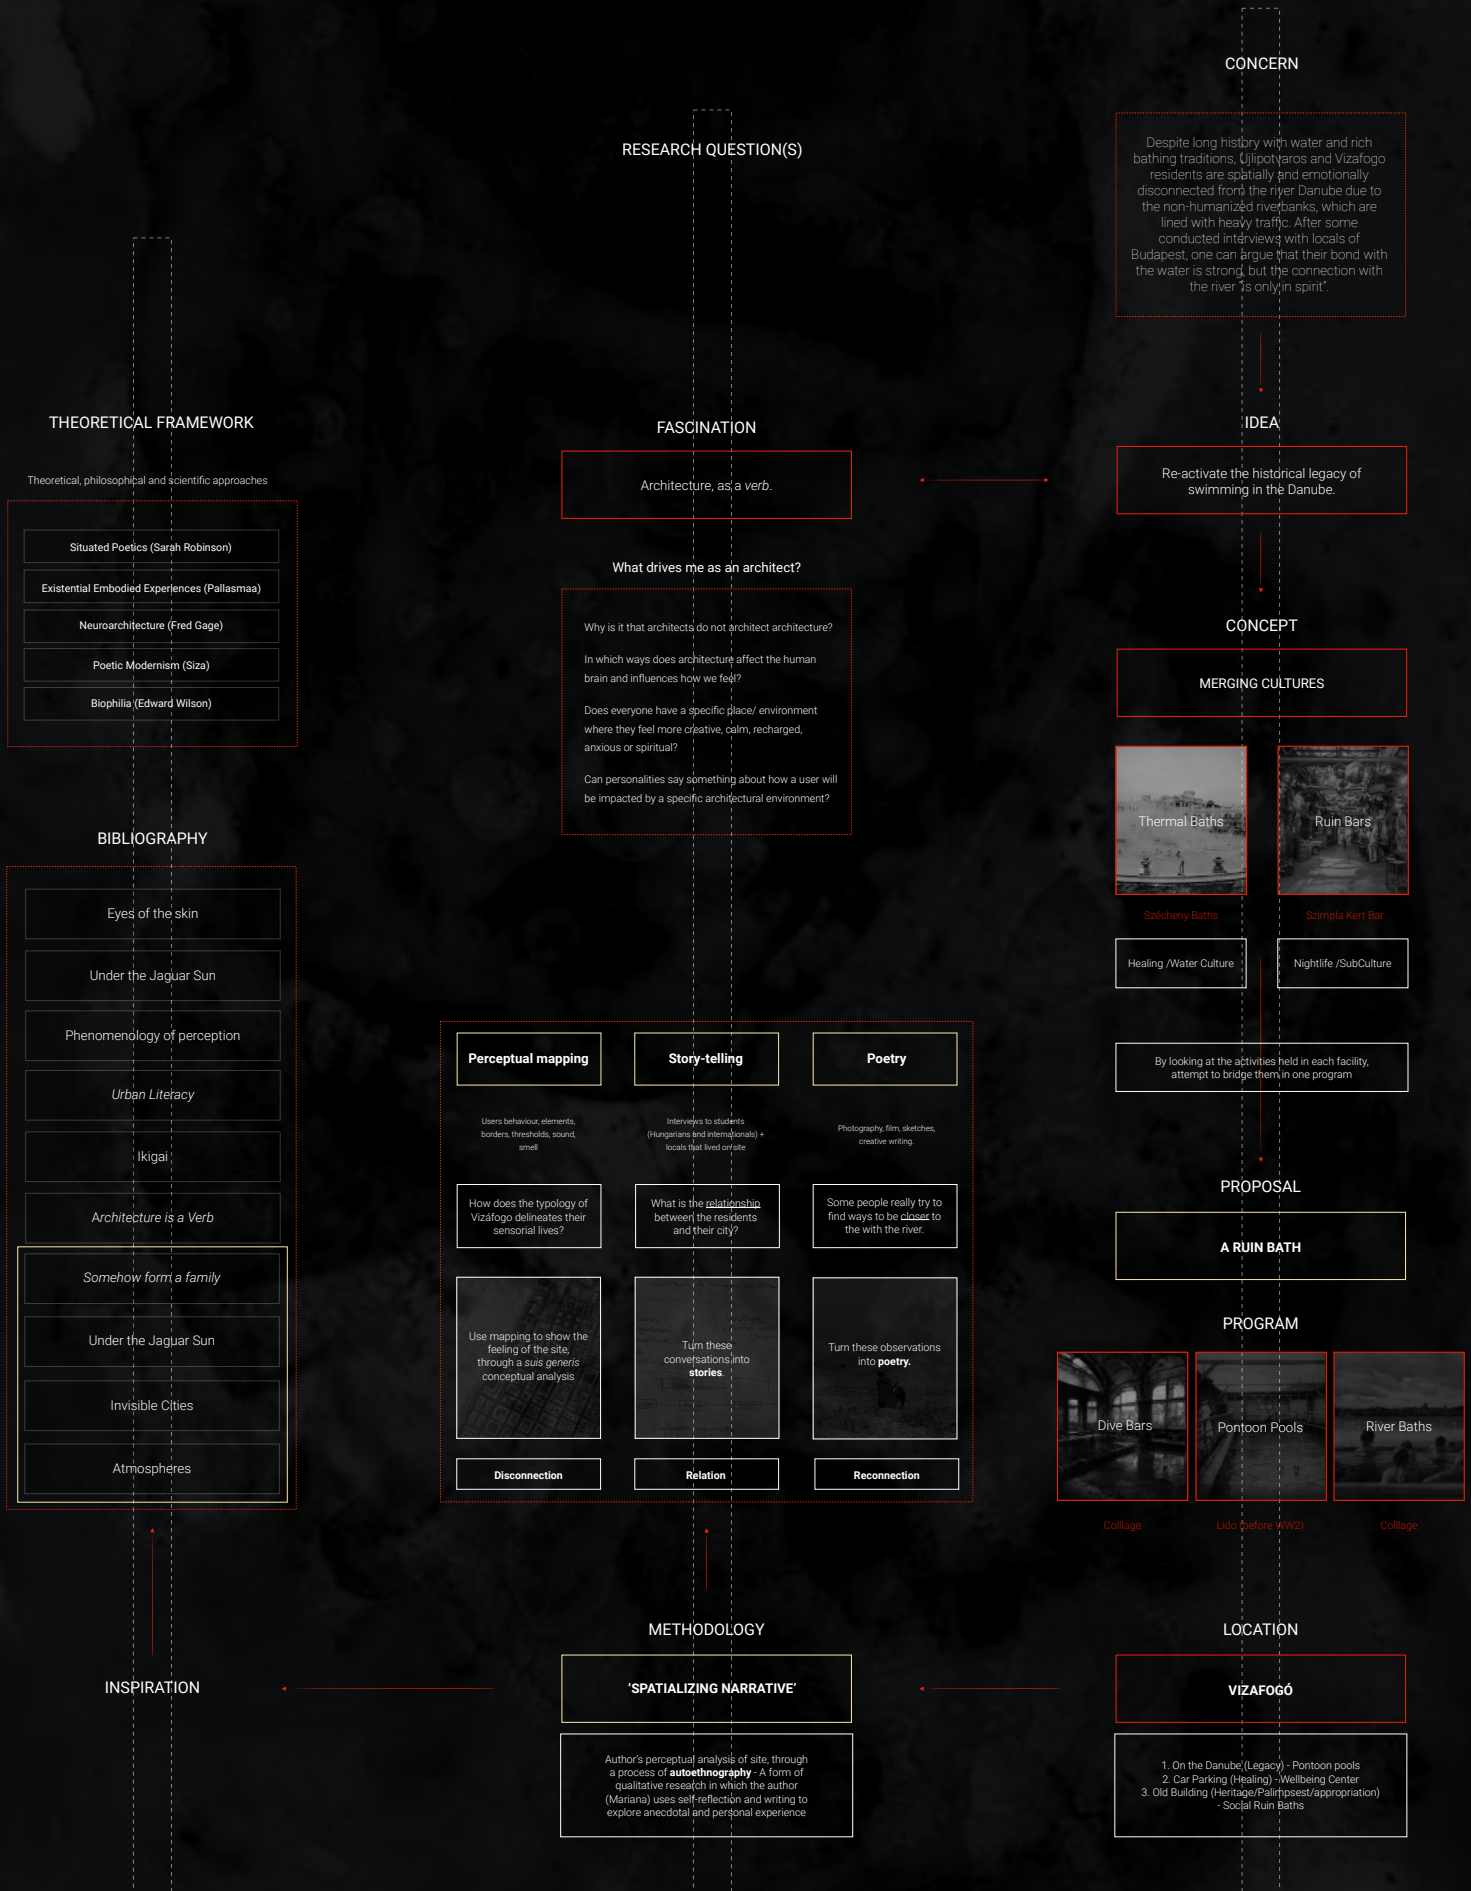 CONCERN
Despite long history with water and rich
bathing traditions, Ujlipotvaros and Vizafogo
residents are spatially and emotionally
disconnected from the river Danube due to
the non-humanized riverbanks, which are
lined with heavy traffic. After some
conducted interviews with locals of
Budapest, one can argue that their bond with
the water is strong, but the connection with
the river “is only in spirit”.
IDEA
Re-activate the historical legacy of
swimming in the Danube.
CONCEPT
MERGING CULTURES
Thermal Baths
Ruin Bars
Szécheny Baths
Szimpla Kert Bar
Healing /Water Culture
Nightlife /SubCulture
By looking at the activities held in each facility,
attempt to bridge them in one program
PROPOSAL
A RUIN BATH
PROGRAM
Dive Bars
Pontoon Pools
River Baths
Colllage
Lido (before WW2)
Colllage
LOCATION
VIZAFOGÓ
1. On the Danube (Legacy) - Pontoon pools
2. Car Parking (Healing) - Wellbeing Center
3. Old Building (Heritage/Palimpsest/appropriation)
- Social Ruin Baths
RESEARCH QUESTION(S)
FASCINATION
Architecture, as a verb.
What drives me as an architect?
Why is it that architects do not architect architecture?
In which ways does architecture affect the human
brain and influences how we feel?
Does everyone have a specific place/ environment
where they feel more creative, calm, recharged,
anxious or spiritual?
Can personalities say something about how a user will
be impacted by a specific architectural environment?
Perceptual mapping
Story-telling
Poetry
Users behaviour, elements,
borders, thresholds, sound,
smell
Interviews to students
(Hungarians and internationals) +
locals that lived on site
Photography, film, sketches,
creative writing.
How does the typology of
Vizáfogo delineates their
sensorial lives?
What is the relationship
between the residents
and their city?
Some people really try to
find ways to be closer to
the with the river.
Use mapping to show the
feeling of the site,
through a suis generis
conceptual analysis
Turn these
conversations into
stories.
Turn these observations
into poetry.
Disconnection
Relation
Reconnection
METHODOLOGY
‘SPATIALIZING NARRATIVE’
Author’s perceptual analysis of site, through
a process of autoethnography - A form of
qualitative research in which the author
(Mariana) uses self-reflection and writing to
explore anecdotal and personal experience
THEORETICAL FRAMEWORK
Theoretical, philosophical and scientific approaches
Situated Poetics (Sarah Robinson)
Existential Embodied Experiences (Pallasmaa)
Neuroarchitecture (Fred Gage)
Poetic Modernism (Siza)
Biophilia (Edward Wilson)
BIBLIOGRAPHY
Eyes of the skin
Under the Jaguar Sun
Phenomenology of perception
Urban Literacy
Ikigai
Architecture is a Verb
Somehow form a family
Under the Jaguar Sun
Invisible Cities
Atmospheres
INSPIRATION